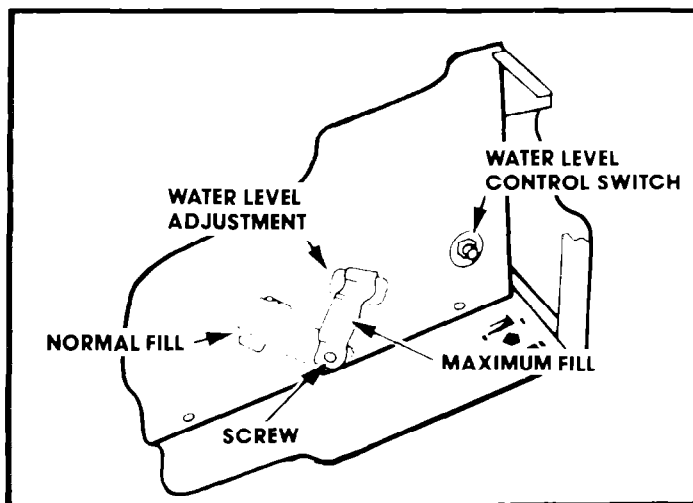 WATER LEVEL
CONTROL SWITCH
WATER LEVEL
ADJUSTMENT
NORMAL FILL
MAXIMUM FILL
SCREW